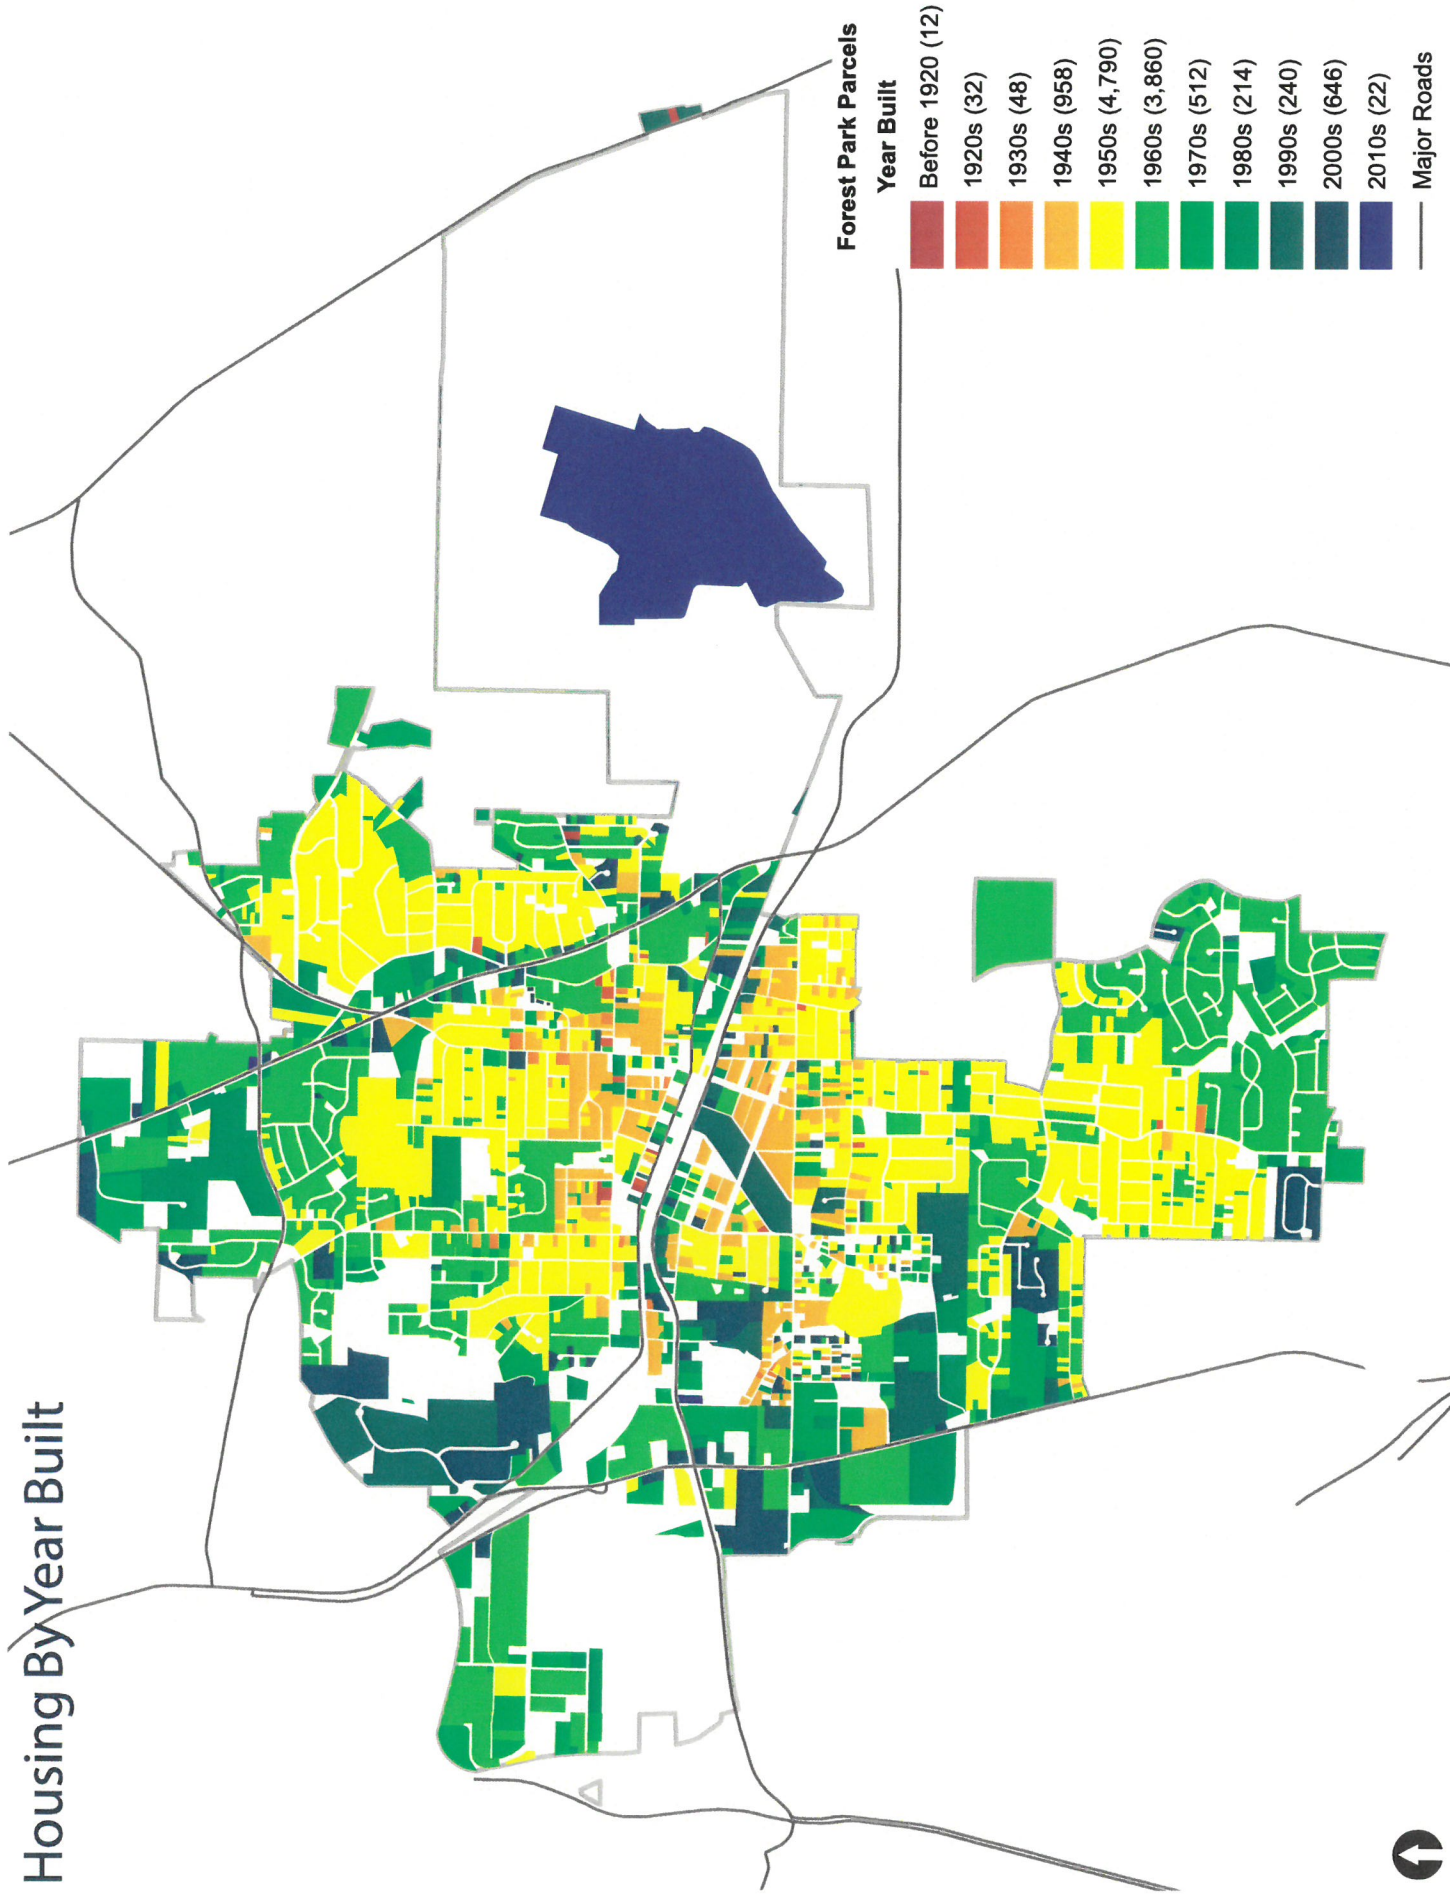 Housing By Year Built
Forest Park Parcels
Year Built
Before 1920 (12)
1920s (32)
1930s (48)
1940s (958)
1950s (4,790)
1960s (3,860)
1970s (512)
1980s (214)
1990s (240)
2000s (646)
2010s (22)
Major Roads